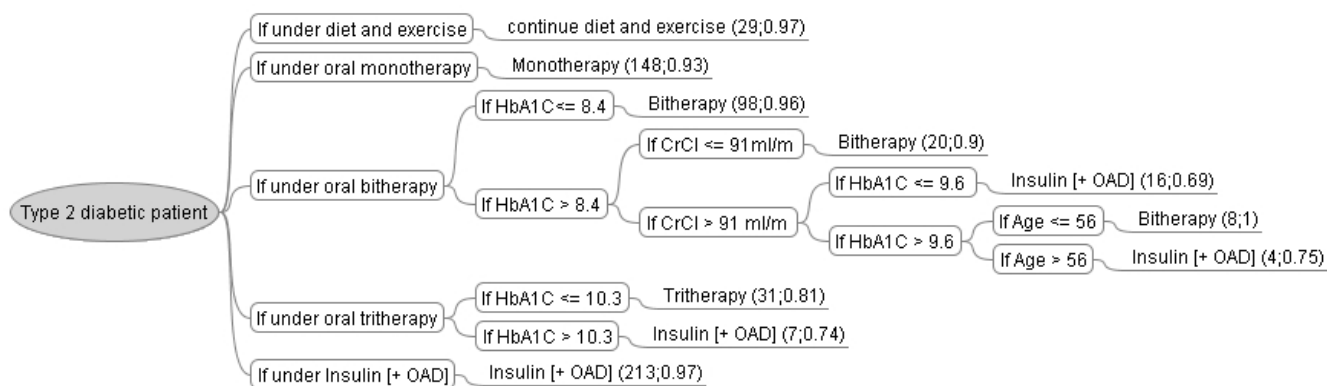 If under diet and exercise
continue diet and exercise (29;0.97)
If under oral monotherapy
Monotherapy (148;0.93)
If HbA1C<= 8.4
Bitherapy (98;0.96)
If CrCl <= 91ml/m
Bitherapy (20;0.9)
If under oral bitherapy
If HbA1C <= 9.6
Insulin [+ OAD] (16;0.69)
If HbA1C > 8.4
Type 2 diabetic patient
If CrCl > 91 ml/m
If Age <= 56
Bitherapy (8;1)
If HbA1C > 9.6
If Age > 56
Insulin [+ OAD] (4;0.75)
If HbA1C <= 10.3
Tritherapy (31;0.81)
If under oral tritherapy
If HbA1C > 10.3
Insulin [+ OAD] (7;0.74)
If under Insulin [+ OAD]
Insulin [+ OAD] (213;0.97)